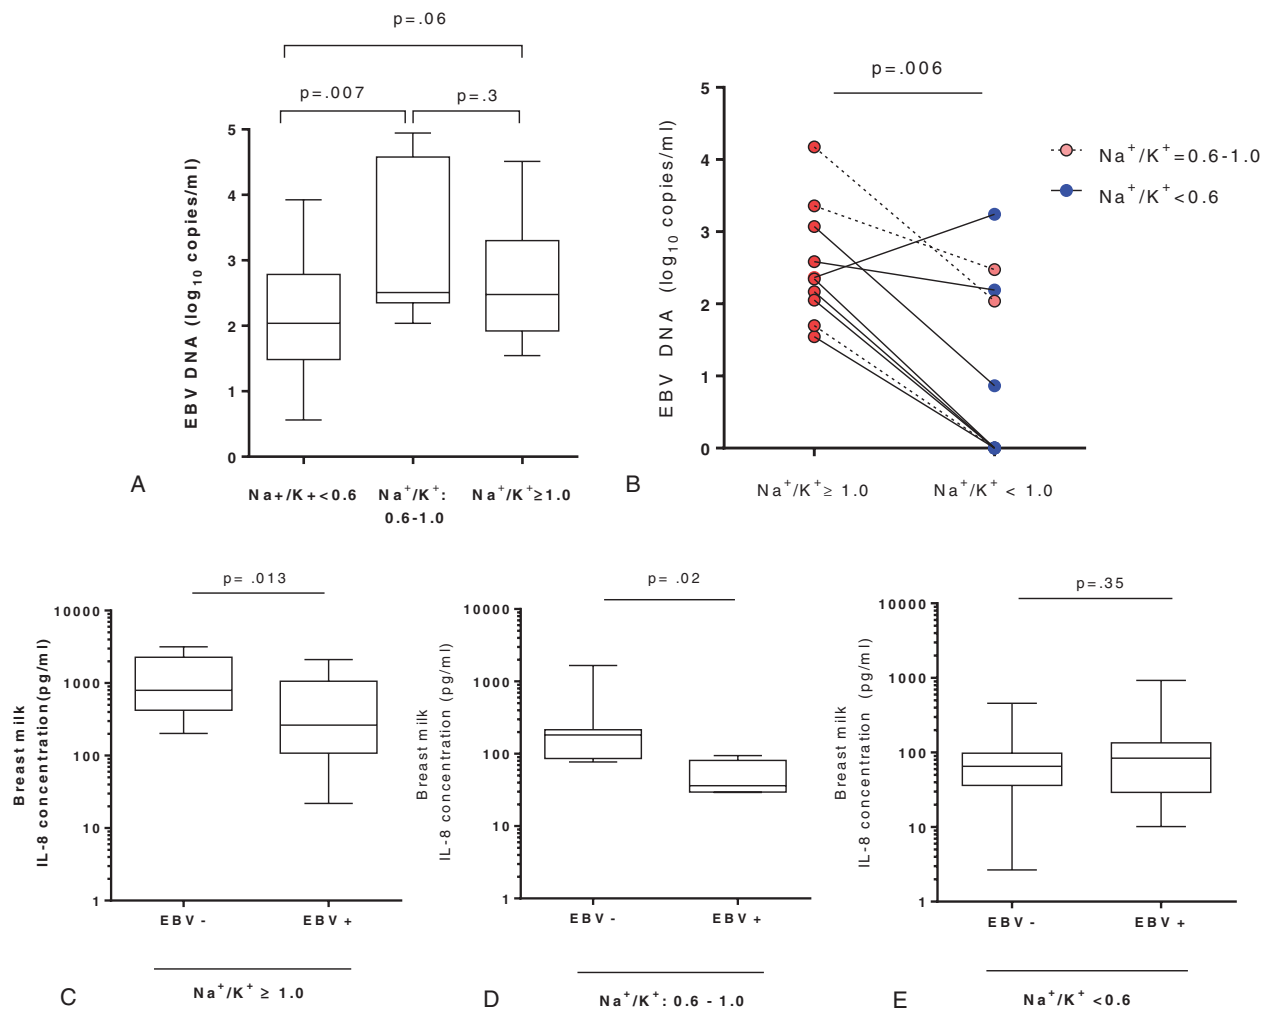 p=.06
p=.007
p=.3
EBV DNA (log10 copies/ml)
5
4
3
2
1
0
Na+/K+<0.6
Na+/K+:
0.6-1.0
Na+/K+≥1.0
A
p=.006
EBV DNA (log10 copies/ml)
5
4
3
2
1
0
Na+/K+≥ 1.0
Na+/K+ < 1.0
Na+/K+=0.6-1.0
Na+/K+<0.6
B
p= .013
Breast milk
IL-8 concentration(pg/ml)
10000
1000
100
10
1
EBV -
EBV +
Na+/K+ ≥ 1.0
C
p= .02
Breast milk
IL-8 concentration (pg/ml)
10000
1000
100
10
1
EBV -
EBV +
Na+/K+: 0.6 - 1.0
D
p=.35
Breast milk
IL-8 concentration (pg/ml)
10000
1000
100
10
1
EBV -
EBV +
Na+/K+ <0.6
E